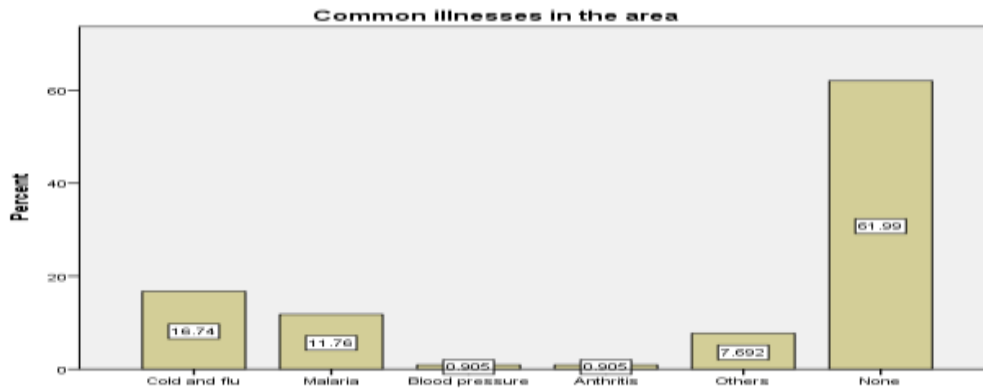 Common illnesses in the area
Percent
60
40
20
0
61.99
16.74
11.76
0.905
0.905
7.692
Cold and flu
Malaria
Blood pressure
Arthritis
Others
None